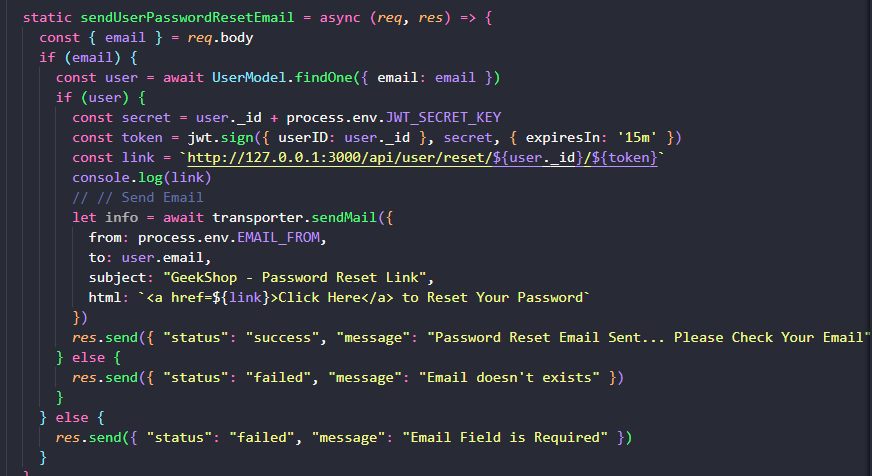 static sendUserPasswordResetEmail = async (req, res) => {
const { email } = req.body
if (email) {
const user = await UserModel.findOne({ email: email })
if (user) {
const secret = user._id + process.env.JWT_SECRET_KEY
const token = jwt.sign({ userID: user._id }, secret, { expiresIn: '15m' })
const link = `http://127.0.0.1:3000/api/user/reset/${user._id}/${token}`
console.log(link)
// // Send Email
let info = await transporter.sendMail({
from: process.env.EMAIL_FROM,
to: user.email,
subject: "GeekShop - Password Reset Link",
html: `<a href=${link}>Click Here</a> to Reset Your Password`
})
res.send({ "status": "success", "message": "Password Reset Email Sent... Please Check Your Email"
} else {
res.send({ "status": "failed", "message": "Email doesn't exists" })
}
} else {
res.send({ "status": "failed", "message": "Email Field is Required" })
}